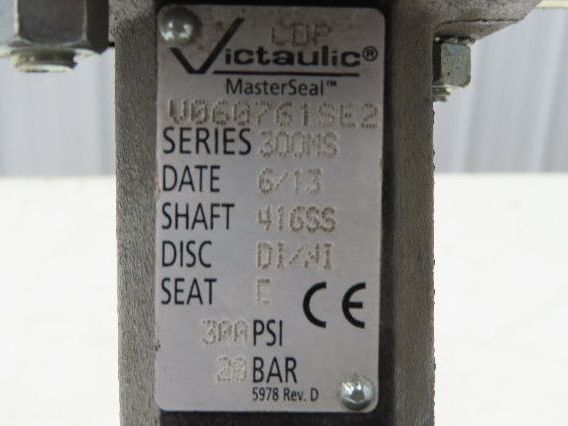 CDP
Victaulic®
MasterSeal™
V060761SE2
SERIES 300MS
DATE 6/13
SHAFT 416SS
DISC DI/NI
SEAT E CE
300 PSI
20 BAR
5978 Rev. D